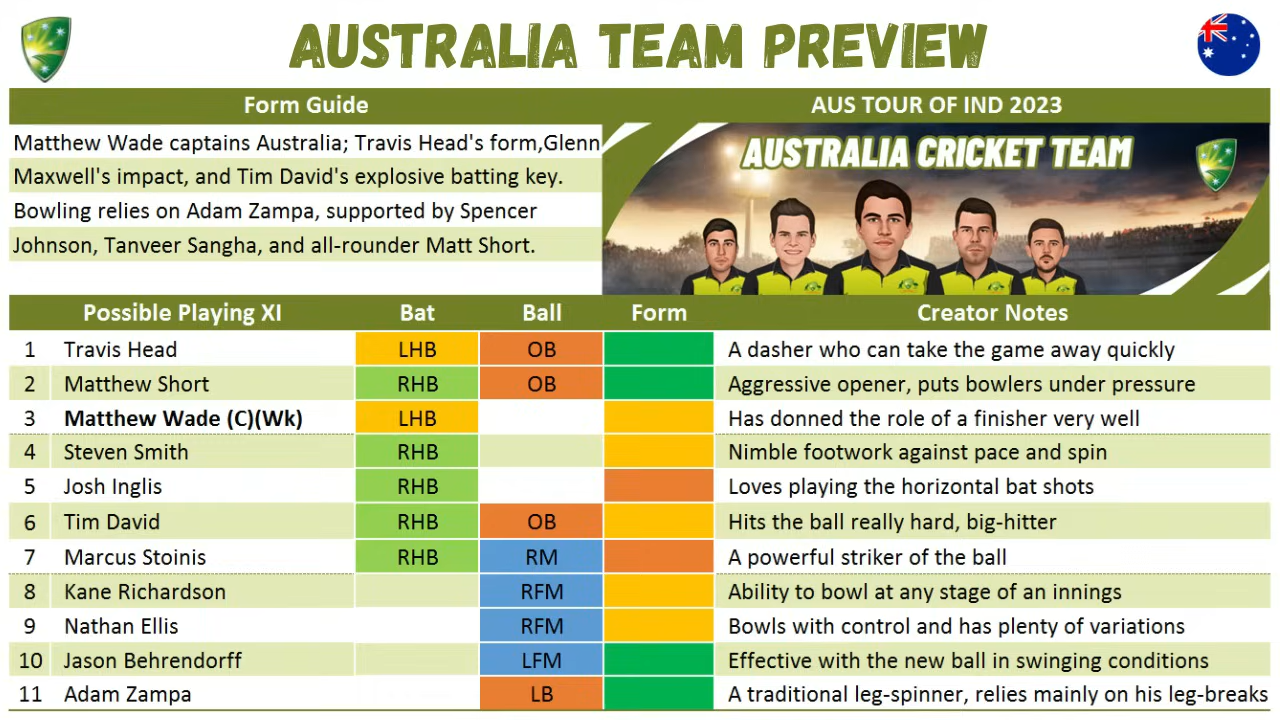 AUSTRALIA TEAM PREVIEW
Form Guide
AUS TOUR OF IND 2023
Matthew Wade captains Australia; Travis Head's form,Glenn
Maxwell's impact, and Tim David's explosive batting key.
Bowling relies on Adam Zampa, supported by Spencer
Johnson, Tanveer Sangha, and all-rounder Matt Short.
AUSTRALIA CRICKET TEAM
Possible Playing XI Bat Ball Form Creator Notes
1 Travis Head LHB OB A dasher who can take the game away quickly
2 Matthew Short RHB OB Aggressive opener, puts bowlers under pressure
3 Matthew Wade (C)(Wk) LHB Has donned the role of a finisher very well
4 Steven Smith RHB Nimble footwork against pace and spin
5 Josh Inglis RHB Loves playing the horizontal bat shots
6 Tim David RHB OB Hits the ball really hard, big-hitter
7 Marcus Stoinis RHB RM A powerful striker of the ball
8 Kane Richardson RFM Ability to bowl at any stage of an innings
9 Nathan Ellis RFM Bowls with control and has plenty of variations
10 Jason Behrendorff LFM Effective with the new ball in swinging conditions
11 Adam Zampa LB A traditional leg-spinner, relies mainly on his leg-breaks